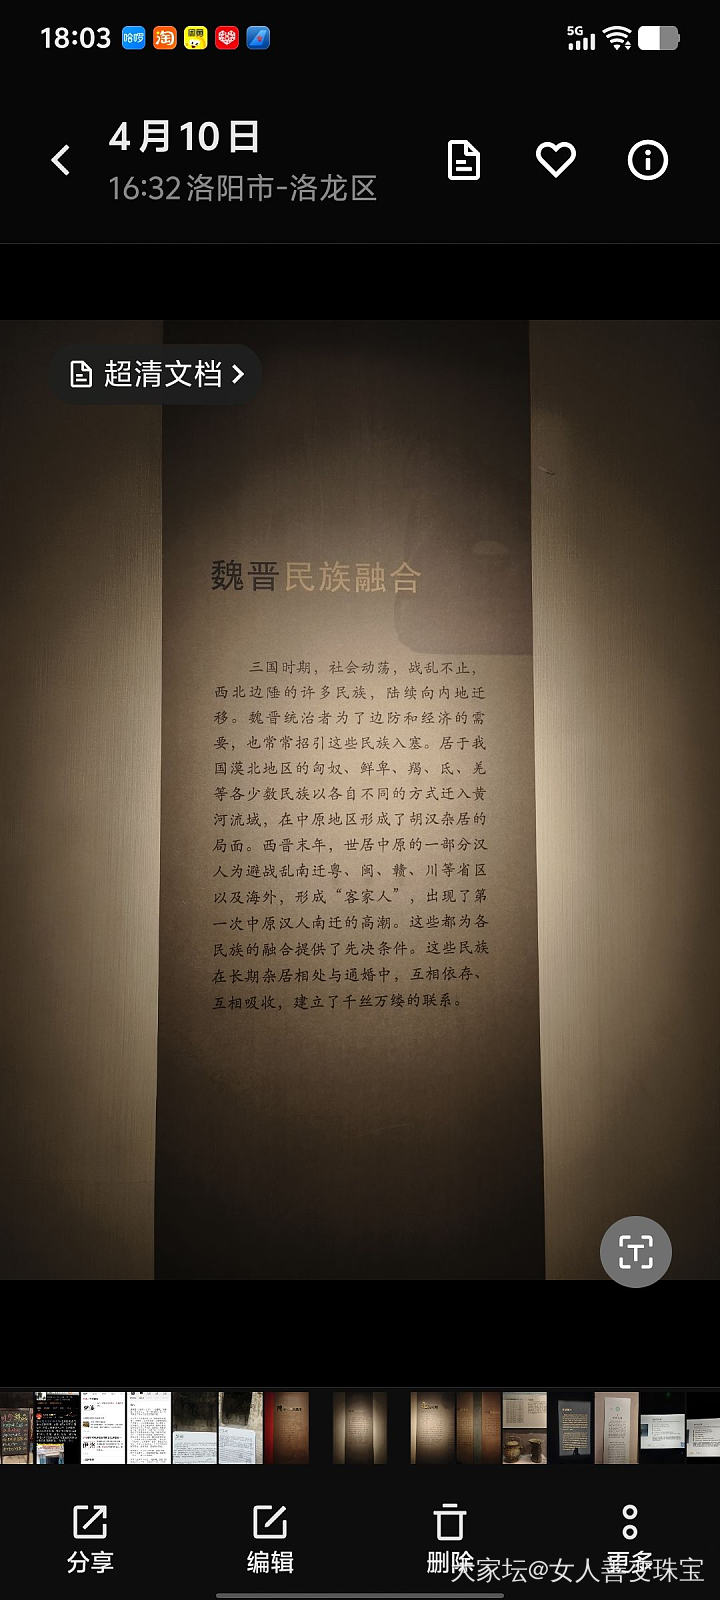 18:03
5G
4月10日
16:32 洛阳市-洛龙区
超清文档
魏晋民族融合
三国时期，社会动荡，战乱不止，
西北边陲的许多民族，陆续向内地迁
移。魏晋统治者为了边防和经济的需
要，也常常招引这些民族入塞。居于我
国漠北地区的匈奴、鲜卑、羯、氐、羌
等各少数民族以各自不同的方式迁入黄
河流域，在中原地区形成了胡汉杂居的
局面。西晋末年，世居中原的一部分汉
人为避战乱南迁粤、闽、赣、川等省区
以及海外，形成“客家人”，出现了第
一次中原汉人南迁的高潮。这些都为各
民族的融合提供了先决条件。这些民族
在长期杂居相处与通婚中，互相依存、
互相吸收，建立了千丝万缕的联系。
分享
编辑
删除
更多
大家坛@女人善变珠宝